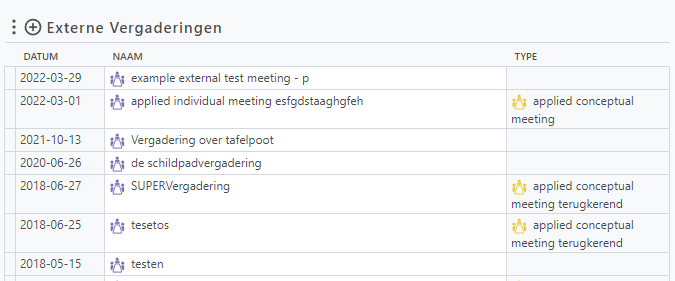 Externe Vergaderingen
DATUM NAAM TYPE
2022-03-29 example external test meeting - p
2022-03-01 applied individual meeting esfgdstaaghgfeh applied conceptual
meeting
2021-10-13 Vergadering over tafelpoot
2020-06-26 de schildpadvergadering
2018-06-27 SUPERVergadering applied conceptual
meeting terugkerend
2018-06-25 tesetos applied conceptual
meeting terugkerend
2018-05-15 testen